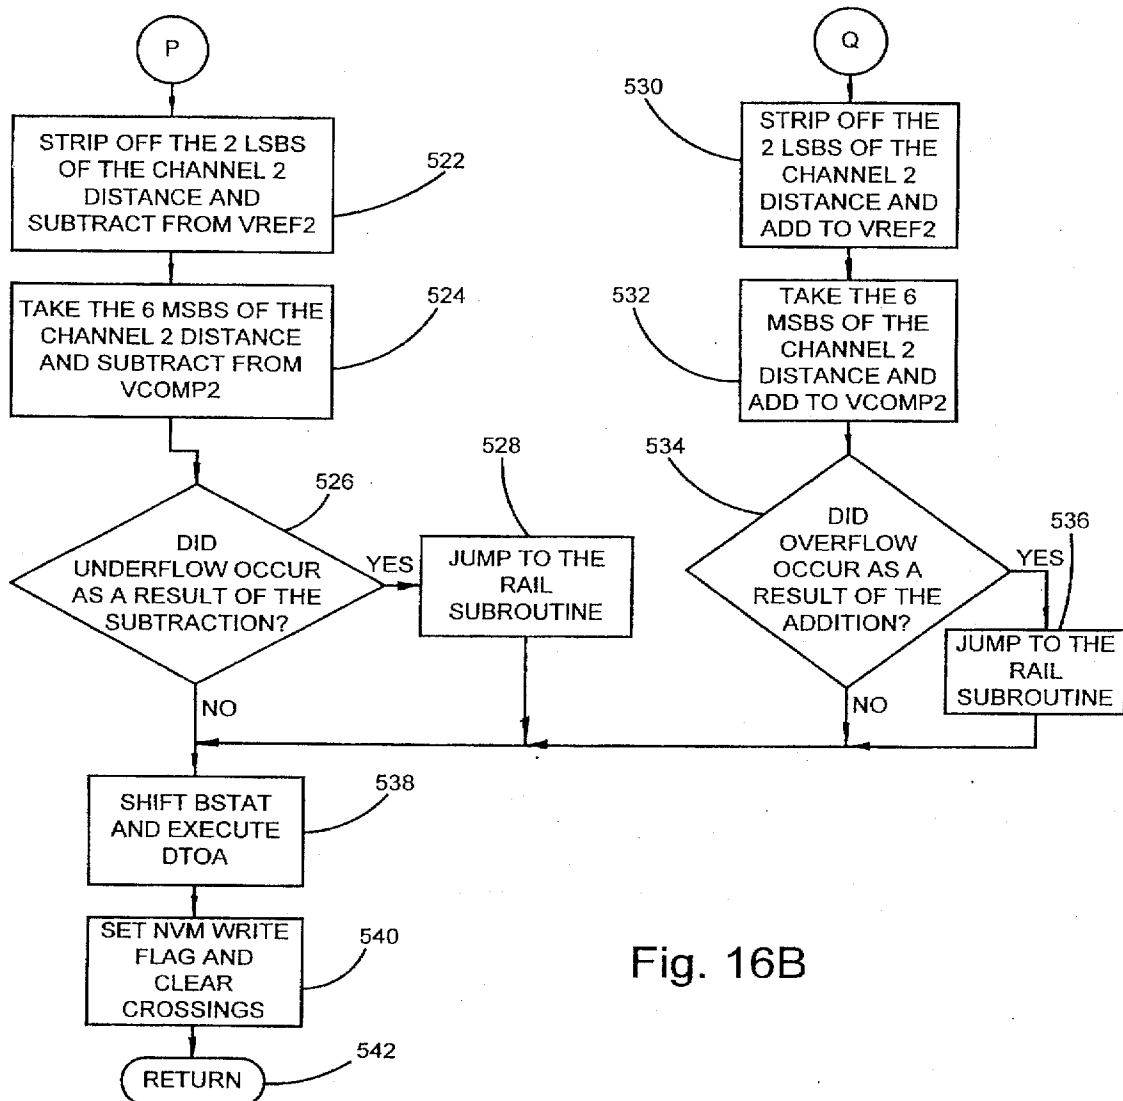 P
STRIP OFF THE 2 LSBS
OF THE CHANNEL 2
DISTANCE AND
SUBTRACT FROM VREF2
522
TAKE THE 6 MSBS OF THE
CHANNEL 2 DISTANCE
AND SUBTRACT FROM
VCOMP2
524
DID
UNDERFLOW OCCUR
AS A RESULT OF THE
SUBTRACTION?
526
YES
NO
JUMP TO THE
RAIL
SUBROUTINE
528
Q
530
STRIP OFF THE
2 LSBS OF THE
CHANNEL 2
DISTANCE AND
ADD TO VREF2
532
TAKE THE 6
MSBS OF THE
CHANNEL 2
DISTANCE AND
ADD TO VCOMP2
534
DID
OVERFLOW
OCCUR AS A
RESULT OF THE
ADDITION?
YES
NO
536
JUMP TO THE
RAIL
SUBROUTINE
SHIFT BSTAT
AND EXECUTE
DTOA
538
SET NVM WRITE
FLAG AND
CLEAR
CROSSINGS
540
RETURN
542
Fig. 16B